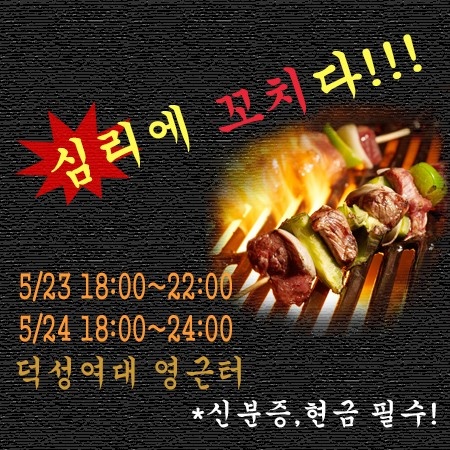 심리에 꼬치다!!!
5/23 18:00~22:00
5/24 18:00~24:00
덕성여대 영근터
*신분증,현금 필수!